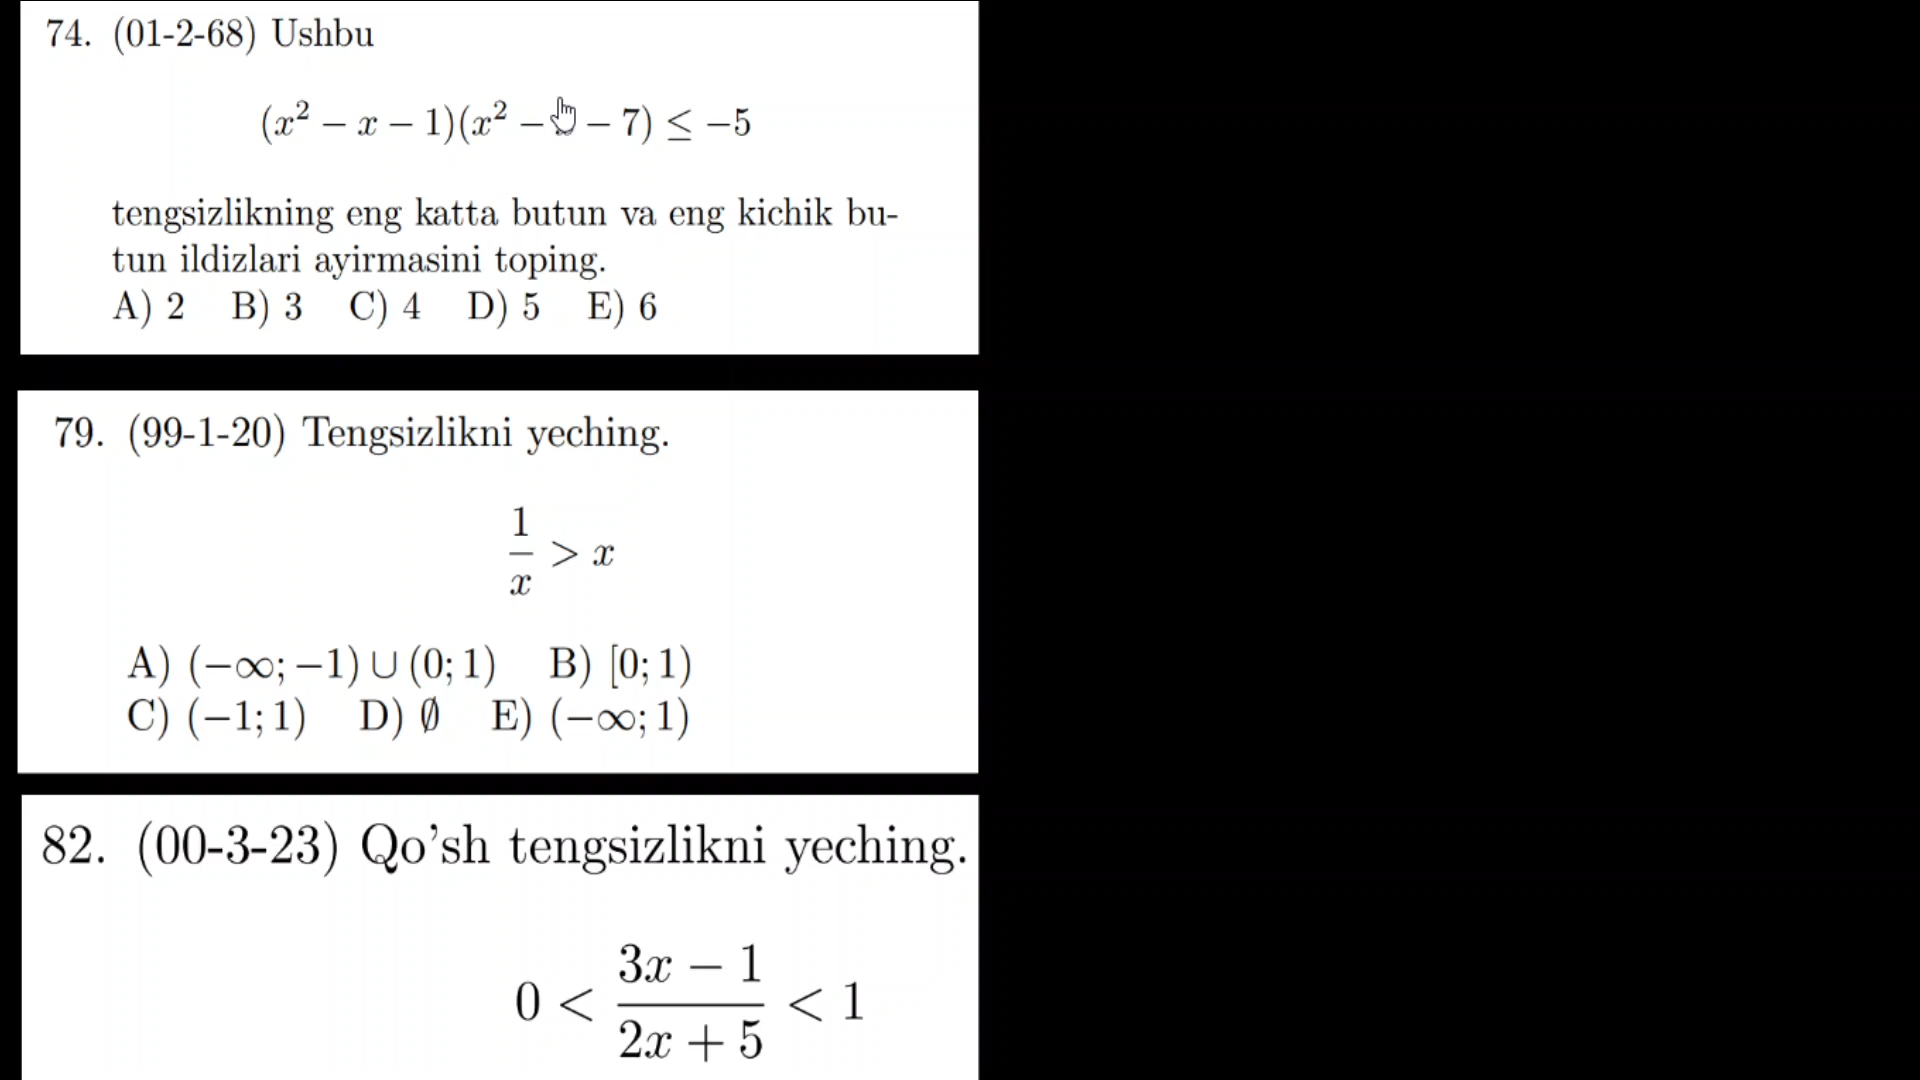 74. (01-2-68) Ushbu
(x² − x − 1)(x² − − 7) ≤ −5
tengsizlikning eng katta butun va eng kichik bu-
tun ildizlari ayirmasini toping.
A) 2 B) 3 C) 4 D) 5 E) 6
79. (99-1-20) Tengsizlikni yeching.
1/x > x
A) (−∞; −1) ∪ (0; 1) B) [0; 1)
C) (−1; 1) D) ∅ E) (−∞; 1)
82. (00-3-23) Qo'sh tengsizlikni yeching.
0 < (3x − 1)/(2x + 5) < 1